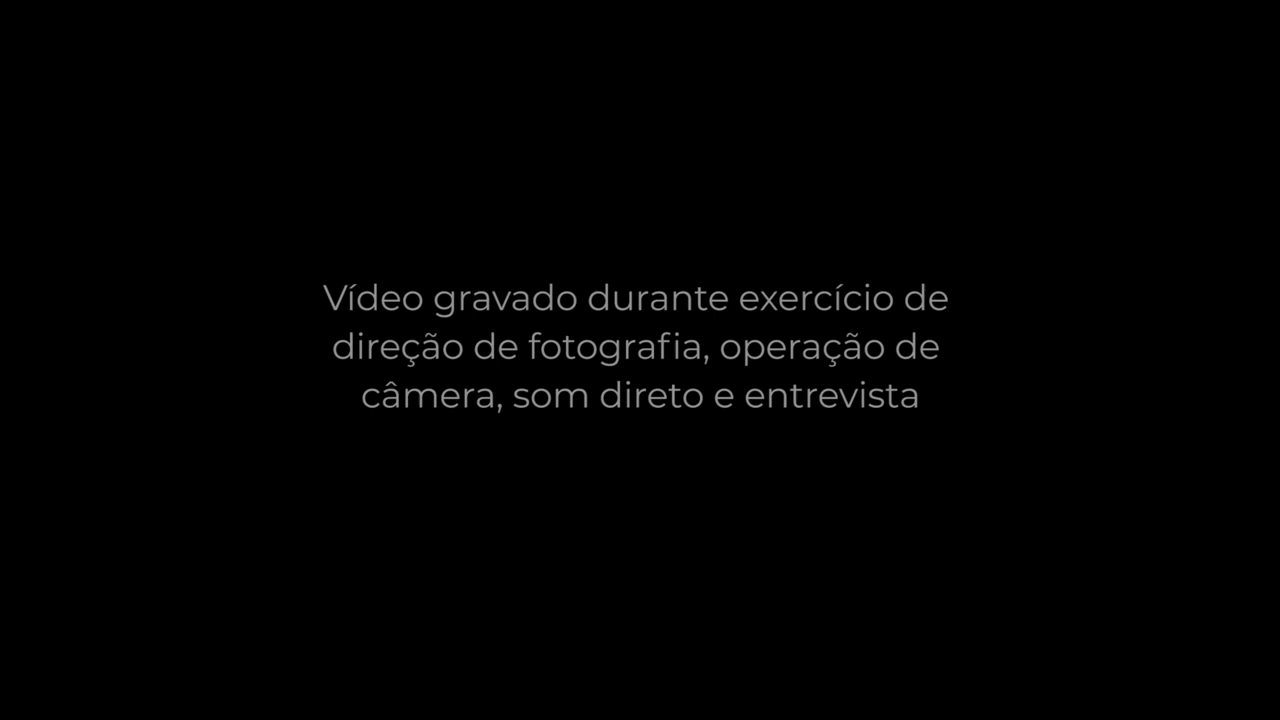 Vídeo gravado durante exercício de
direção de fotografia, operação de
câmera, som direto e entrevista